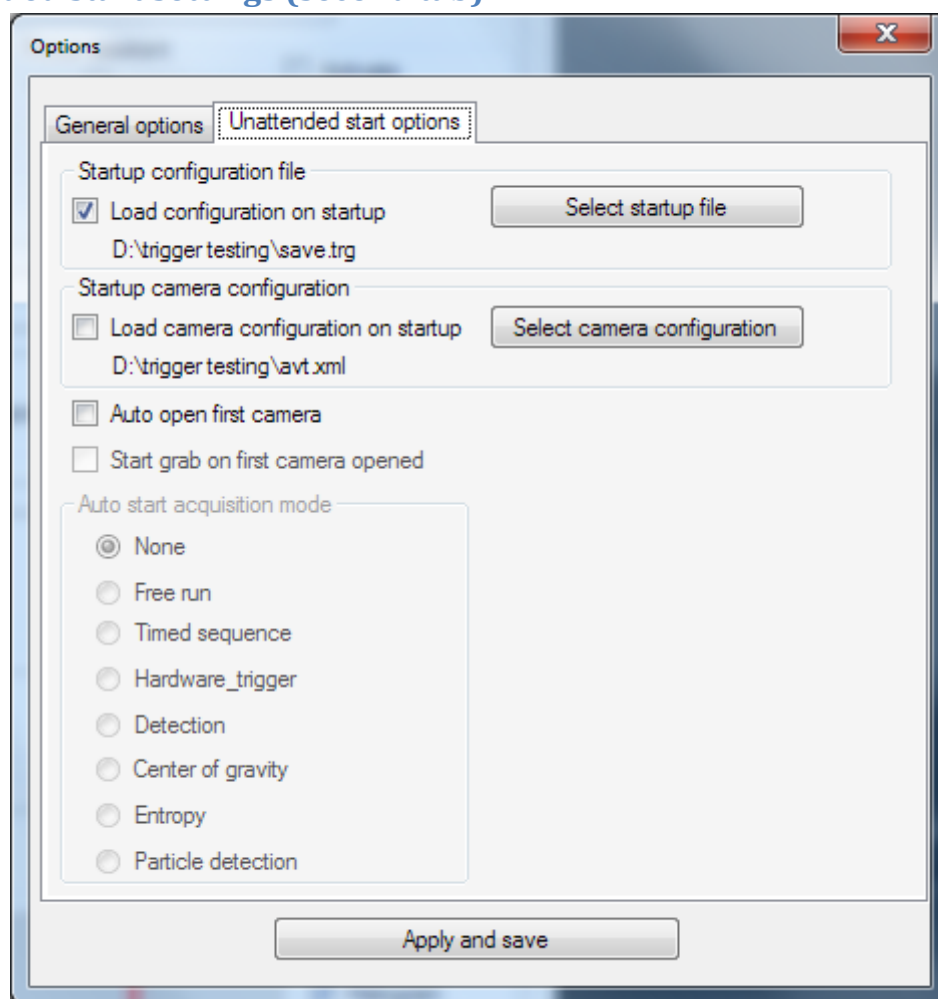 settings (second tab)
Options
General options
Unattended start options
Startup configuration file
Load configuration on startup
Select startup file
D:\trigger testing\save.trg
Startup camera configuration
Load camera configuration on startup
Select camera configuration
D:\trigger testing\avt.xml
Auto open first camera
Start grab on first camera opened
Auto start acquisition mode
None
Free run
Timed sequence
Hardware_trigger
Detection
Center of gravity
Entropy
Particle detection
Apply and save